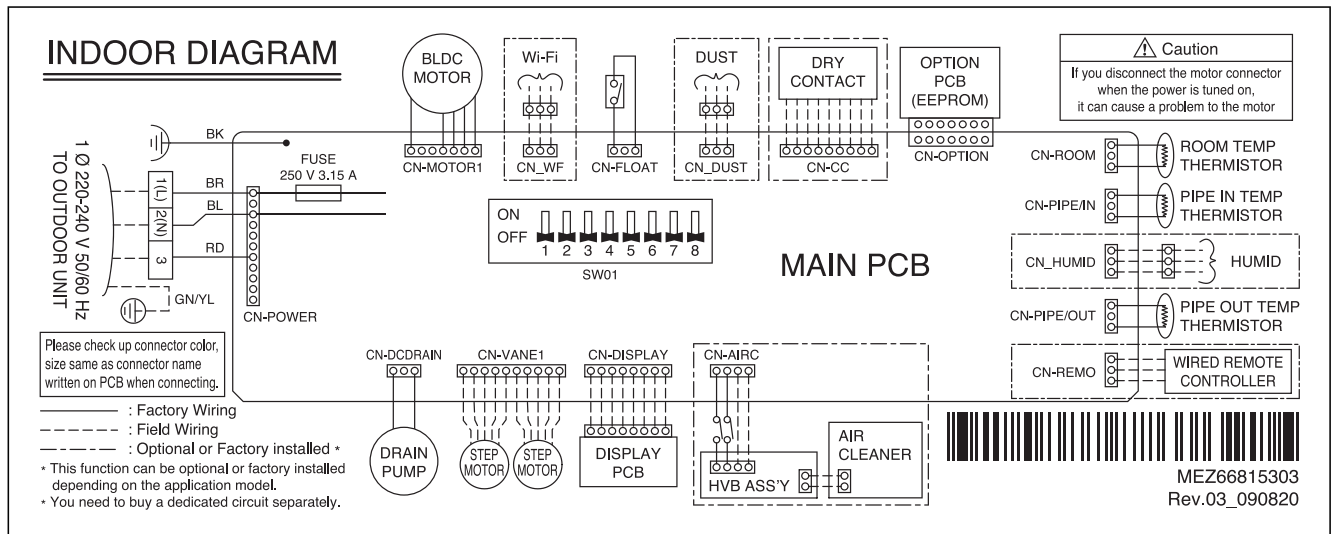 INDOOR DIAGRAM
BLDC
MOTOR
CN-MOTOR1
Wi-Fi
CN_WF
CN-FLOAT
DUST
CN_DUST
DRY
CONTACT
CN-CC
OPTION
PCB
(EEPROM)
CN-OPTION
Caution
If you disconnect the motor connector
when the power is tuned on,
it can cause a problem to the motor
1 Ø 220-240 V 50/60 Hz
TO OUTDOOR UNIT
BK
1(L)
BR
2(N)
BL
3
RD
GN/YL
FUSE
250 V 3.15 A
CN-POWER
ON
OFF
1 2 3 4 5 6 7 8
SW01
MAIN PCB
CN-ROOM
ROOM TEMP
THERMISTOR
CN-PIPE/IN
PIPE IN TEMP
THERMISTOR
CN_HUMID
HUMID
CN-PIPE/OUT
PIPE OUT TEMP
THERMISTOR
CN-REMO
WIRED REMOTE
CONTROLLER
Please check up connector color,
size same as connector name
written on PCB when connecting.
: Factory Wiring
: Field Wiring
: Optional or Factory installed *
* This function can be optional or factory installed
depending on the application model.
* You need to buy a dedicated circuit separately.
CN-DCDRAIN
DRAIN
PUMP
CN-VANE1
STEP
MOTOR
STEP
MOTOR
CN-DISPLAY
DISPLAY
PCB
CN-AIRC
HVB ASS'Y
AIR
CLEANER
MEZ66815303
Rev.03_090820